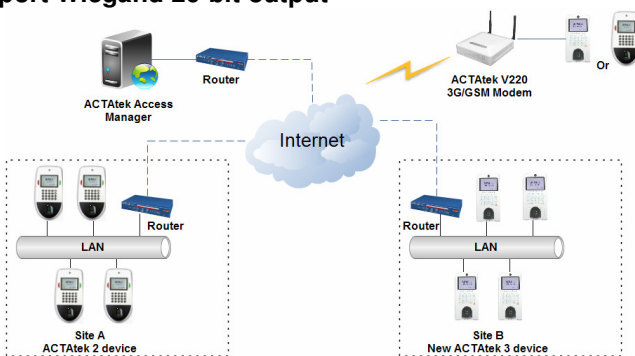 port Wiegand 26-bit output
ACTAtek Access
Manager
Router
ACTAtek V220
3G/GSM Modem
Or
Internet
Router
LAN
Site A
ACTAtek 2 device
Router
LAN
Site B
New ACTAtek 3 device